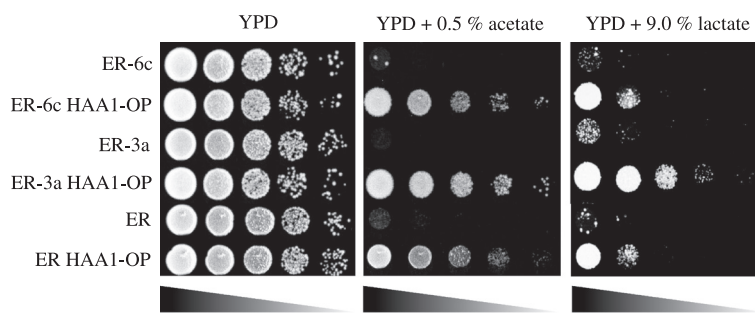 YPD YPD + 0.5 % acetate YPD + 9.0 % lactate
ER-6c
ER-6c HAA1-OP
ER-3a
ER-3a HAA1-OP
ER
ER HAA1-OP